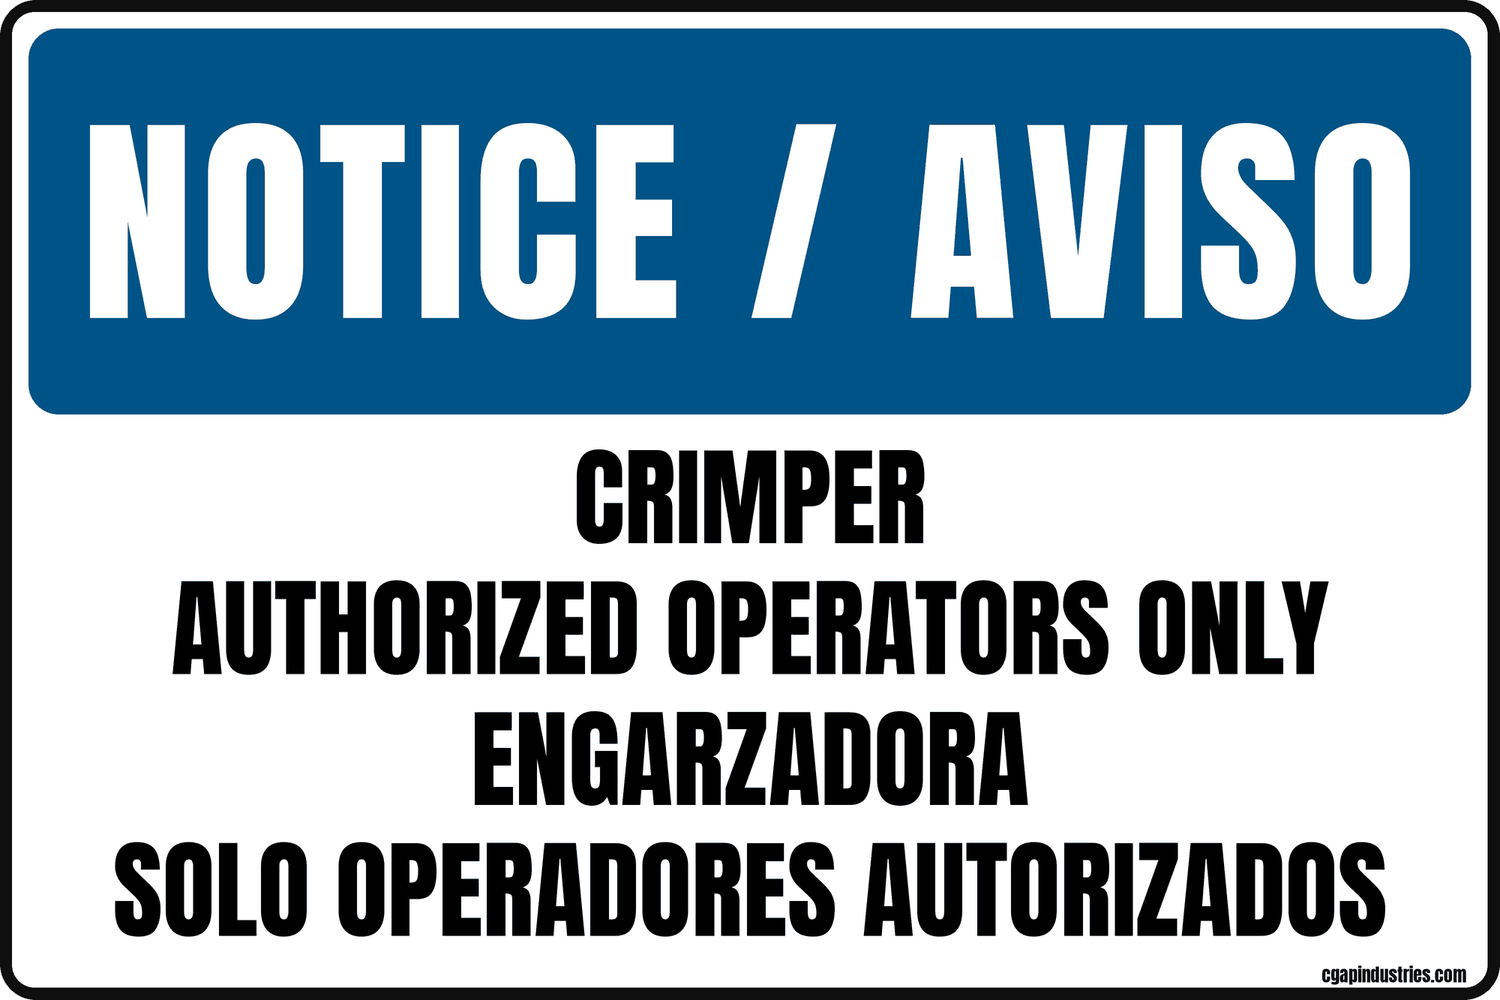 NOTICE / AVISO
CRIMPER
AUTHORIZED OPERATORS ONLY
ENGARZADORA
SOLO OPERADORES AUTORIZADOS
cgapindustries.com